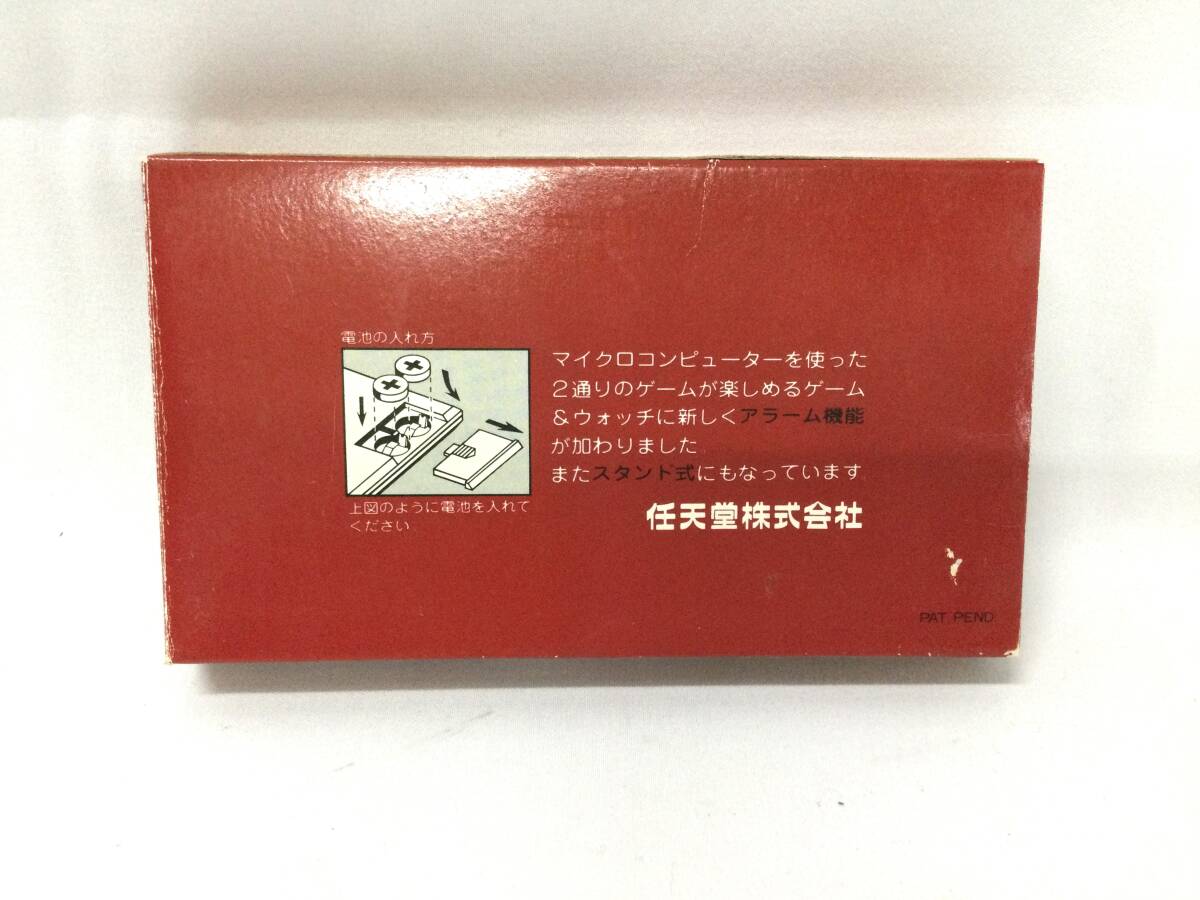 電池の入れ方
上図のように電池を入れて
ください
マイクロコンピューターを使った
2通りのゲームが楽しめるゲーム
&ウォッチに新しくアラーム機能
が加わりました
またスタンド式にもなっています
任天堂株式会社
PAT. PEND.